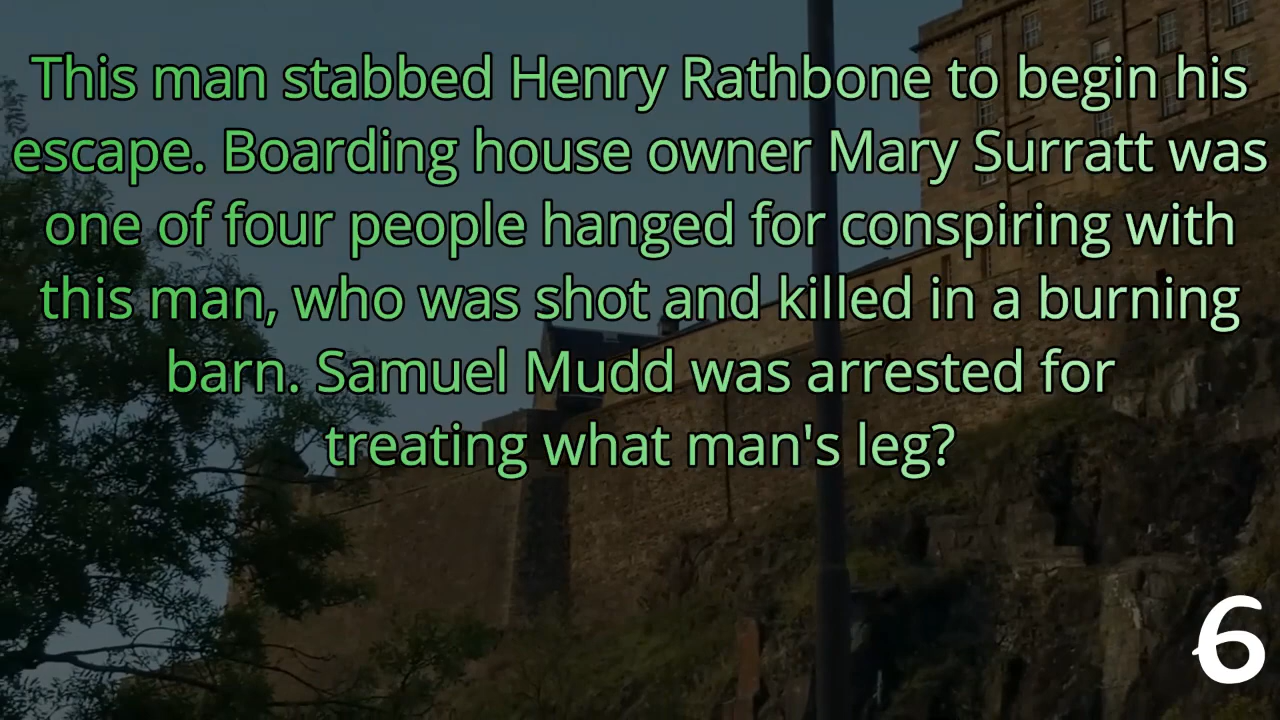 This man stabbed Henry Rathbone to begin his
escape. Boarding house owner Mary Surratt was
one of four people hanged for conspiring with
this man, who was shot and killed in a burning
barn. Samuel Mudd was arrested for
treating what man's leg?
6